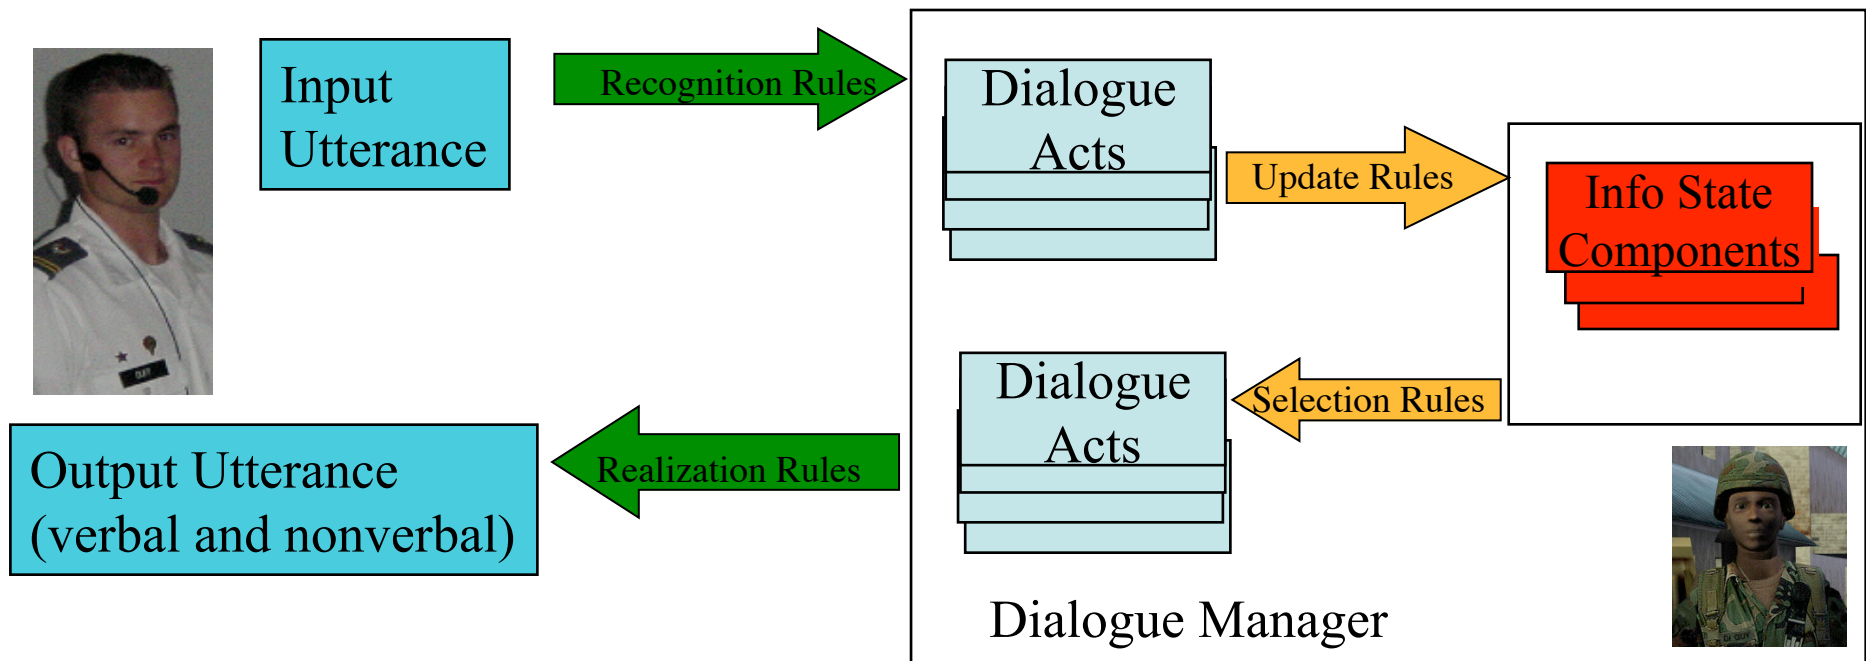 Input
Utterance
Recognition Rules
Dialogue
Acts
Update Rules
Info State
Components
Dialogue
Acts
Selection Rules
Realization Rules
Output Utterance
(verbal and nonverbal)
Dialogue Manager